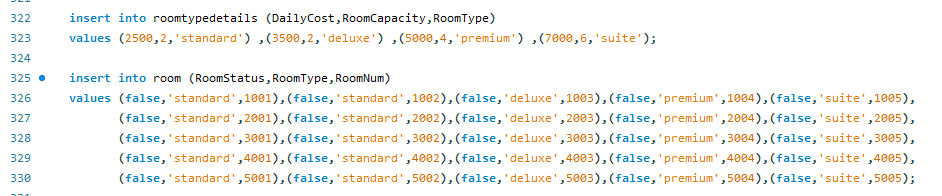 322 insert into roomtypedetails (DailyCost,RoomCapacity,RoomType)
323 values (2500,2,'standard') ,(3500,2,'deluxe') ,(5000,4,'premium') ,(7000,6,'suite');
324
325 insert into room (RoomStatus,RoomType,RoomNum)
326 values (false,'standard',1001),(false,'standard',1002),(false,'deluxe',1003),(false,'premium',1004),(false,'suite',1005),
327 (false,'standard',2001),(false,'standard',2002),(false,'deluxe',2003),(false,'premium',2004),(false,'suite',2005),
328 (false,'standard',3001),(false,'standard',3002),(false,'deluxe',3003),(false,'premium',3004),(false,'suite',3005),
329 (false,'standard',4001),(false,'standard',4002),(false,'deluxe',4003),(false,'premium',4004),(false,'suite',4005),
330 (false,'standard',5001),(false,'standard',5002),(false,'deluxe',5003),(false,'premium',5004),(false,'suite',5005);